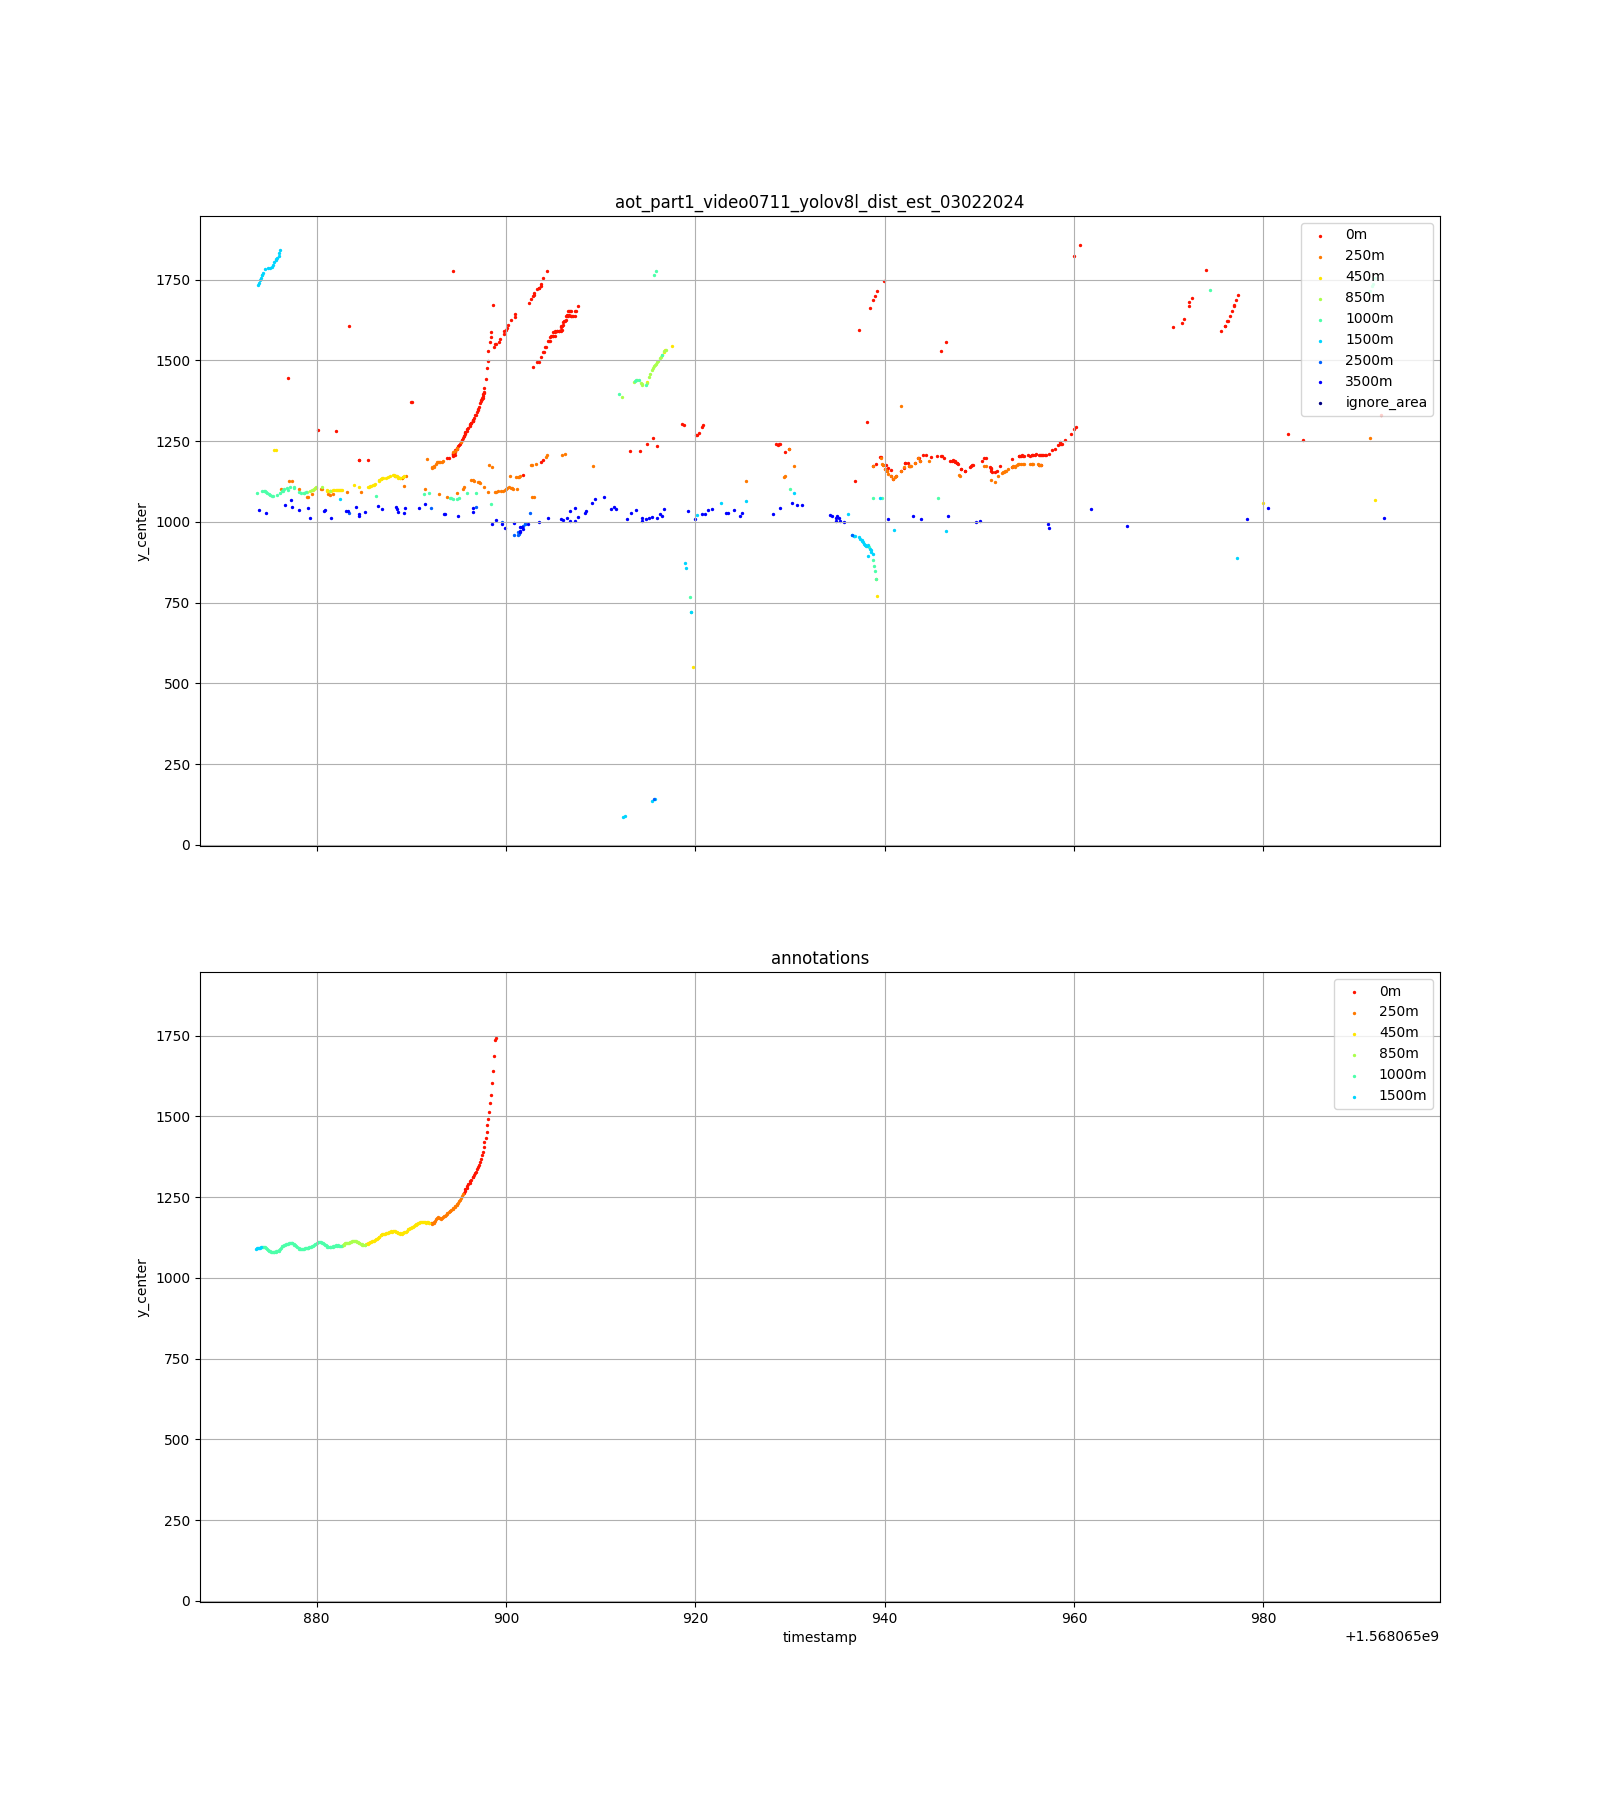 aot_part1_video0711_yolov8l_dist_est_03022024
0m
250m
450m
850m
1000m
1500m
2500m
3500m
ignore_area
1750
1500
1250
1000
750
500
250
0
y_center
annotations
0m
250m
450m
850m
1000m
1500m
1750
1500
1250
1000
750
500
250
0
y_center
880 900 920 940 960 980
timestamp
+1.568065e9